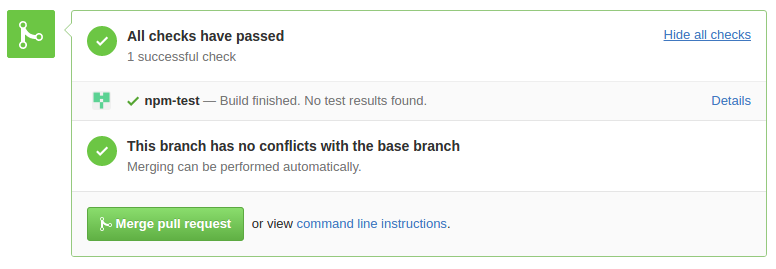 All checks have passed
Hide all checks
1 successful check
npm-test — Build finished. No test results found.
Details
This branch has no conflicts with the base branch
Merging can be performed automatically.
Merge pull request or view command line instructions.